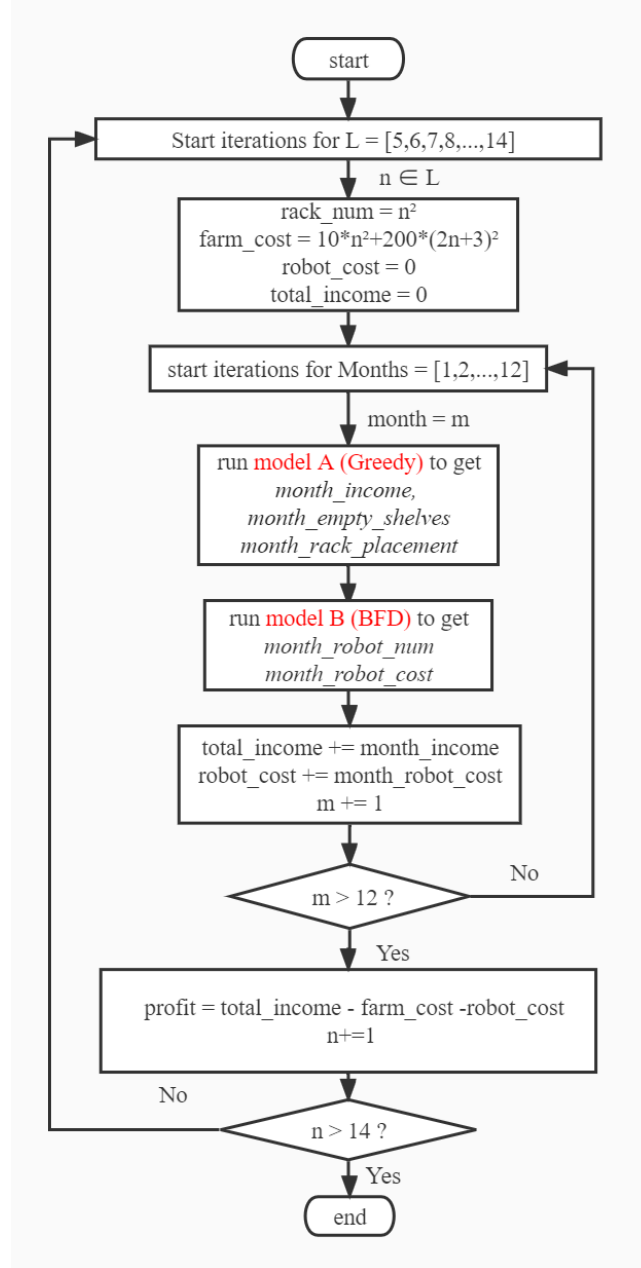 start
Start iterations for L = [5,6,7,8,...,14]
n ∈ L
rack_num = n²
farm_cost = 10*n²+200*(2n+3)²
robot_cost = 0
total_income = 0
start iterations for Months = [1,2,...,12]
month = m
run model A (Greedy) to get
month_income,
month_empty_shelves
month_rack_placement
run model B (BFD) to get
month_robot_num
month_robot_cost
total_income += month_income
robot_cost += month_robot_cost
m += 1
No
m > 12 ?
Yes
profit = total_income - farm_cost -robot_cost
n+=1
No
n > 14 ?
Yes
end